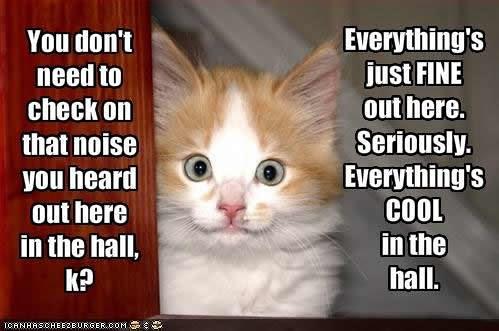 You don't
need to
check on
that noise
you heard
out here
in the hall,
k?
Everything's
just FINE
out here.
Seriously.
Everything's
COOL
in the
hall.
ICANHASCHEEZBURGER.COM